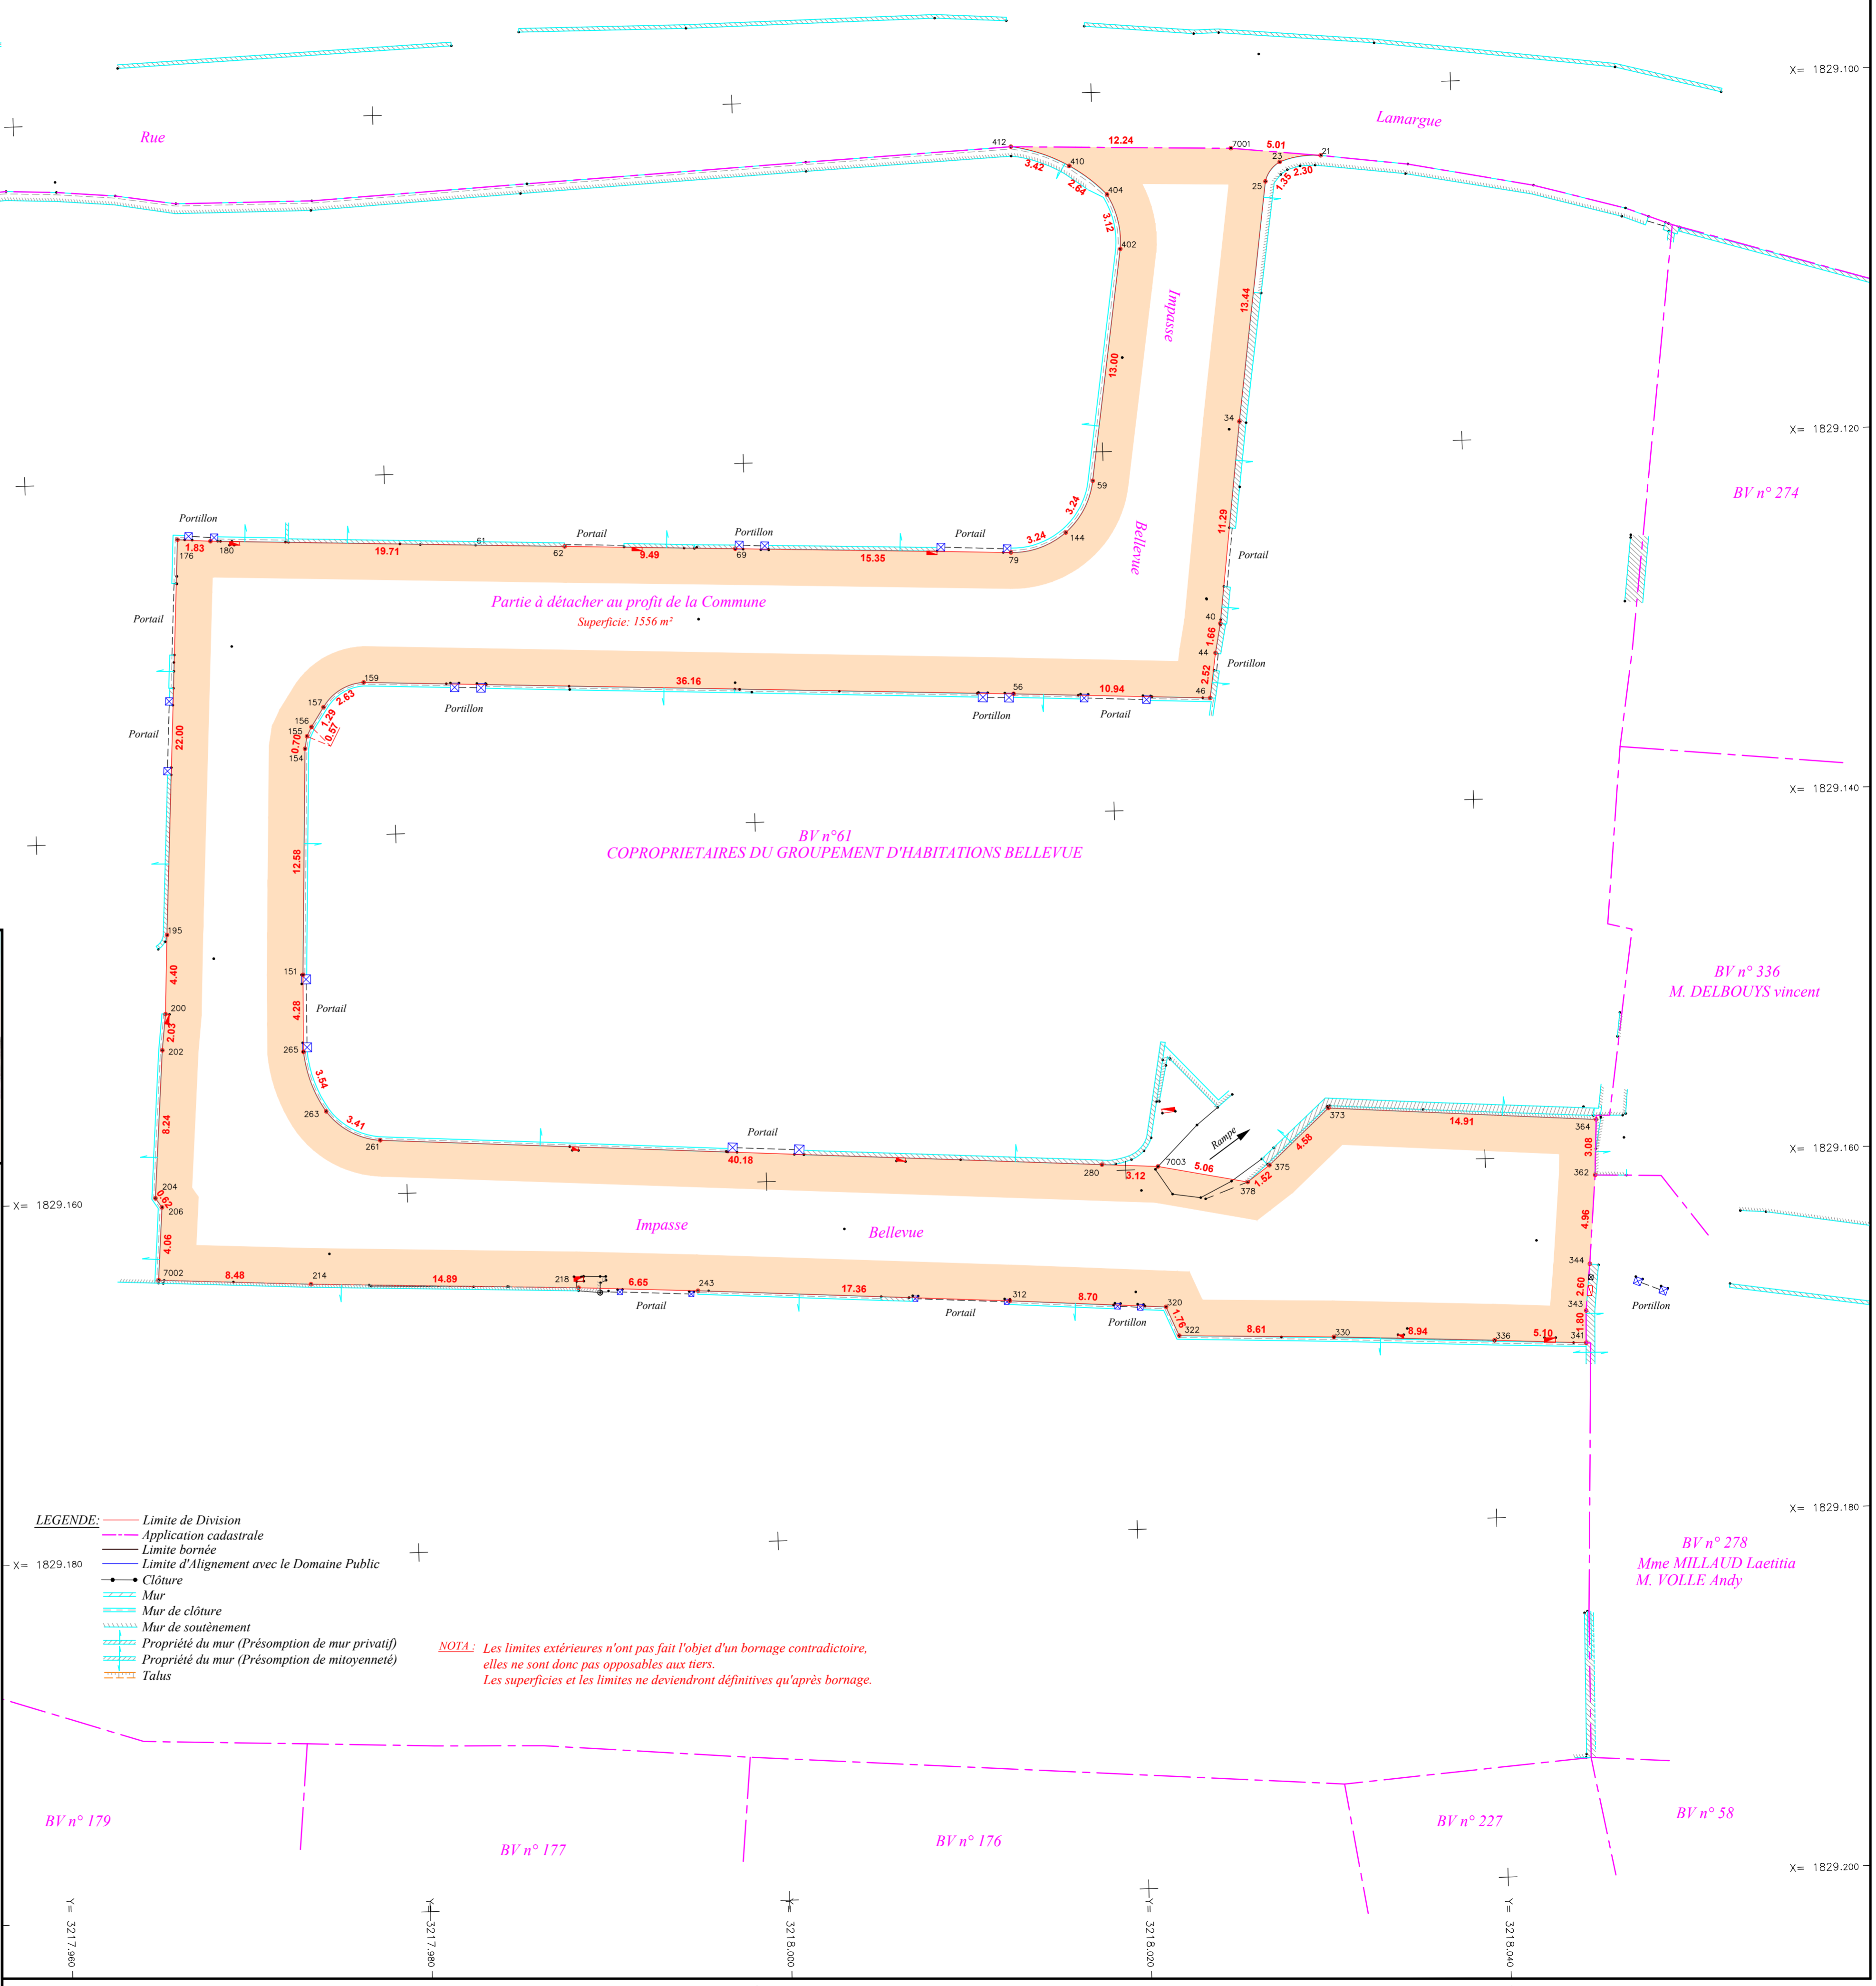 X= 1829.100
Rue
Lamargue
412
12.24
7001
5.01
23
21
410
3.42
2.64
404
25
1.35
2.30
3.12
402
Impasse
13.44
13.00
34
X= 1829.120
59
BV n° 274
3.24
11.29
Portillon
176
1.83
180
19.71
61
62
Portail
9.49
Portillon
69
15.35
Portail
79
3.24
144
Bellevue
Portail
Partie à détacher au profit de la Commune
Superficie: 1556 m²
Portail
40
1.66
44
Portillon
2.52
46
159
2.63
157
1.29
156
0.57
155
0.70
154
36.16
56
10.94
Portillon
Portillon
Portail
Portail
22.00
X= 1829.140
BV n°61
COPROPRIETAIRES DU GROUPEMENT D'HABITATIONS BELLEVUE
12.58
195
4.40
151
4.28
Portail
200
2.03
202
265
3.54
263
3.41
261
BV n° 336
M. DELBOUYS vincent
8.24
Portail
40.18
280
3.12
7003
5.06
Rampe
378
1.52
375
4.58
373
14.91
364
3.08
362
X= 1829.160
204
0.62
206
X= 1829.160
4.06
Impasse
Bellevue
4.96
344
2.60
343
1.80
341
Portillon
7002
8.48
214
14.89
218
6.65
243
Portail
17.36
Portail
312
8.70
Portillon
320
1.76
322
8.61
330
8.94
336
5.10
X= 1829.180
LEGENDE:
Limite de Division
Application cadastrale
Limite bornée
Limite d'Alignement avec le Domaine Public
Clôture
Mur
Mur de clôture
Mur de soutènement
Propriété du mur (Présomption de mur privatif)
Propriété du mur (Présomption de mitoyenneté)
Talus
X= 1829.180
NOTA : Les limites extérieures n'ont pas fait l'objet d'un bornage contradictoire,
elles ne sont donc pas opposables aux tiers.
Les superficies et les limites ne deviendront définitives qu'après bornage.
BV n° 278
Mme MILLAUD Laetitia
M. VOLLE Andy
BV n° 179
BV n° 177
BV n° 176
BV n° 227
BV n° 58
X= 1829.200
Y= 3217.960
Y= 3217.980
Y= 3218.000
Y= 3218.020
Y= 3218.040